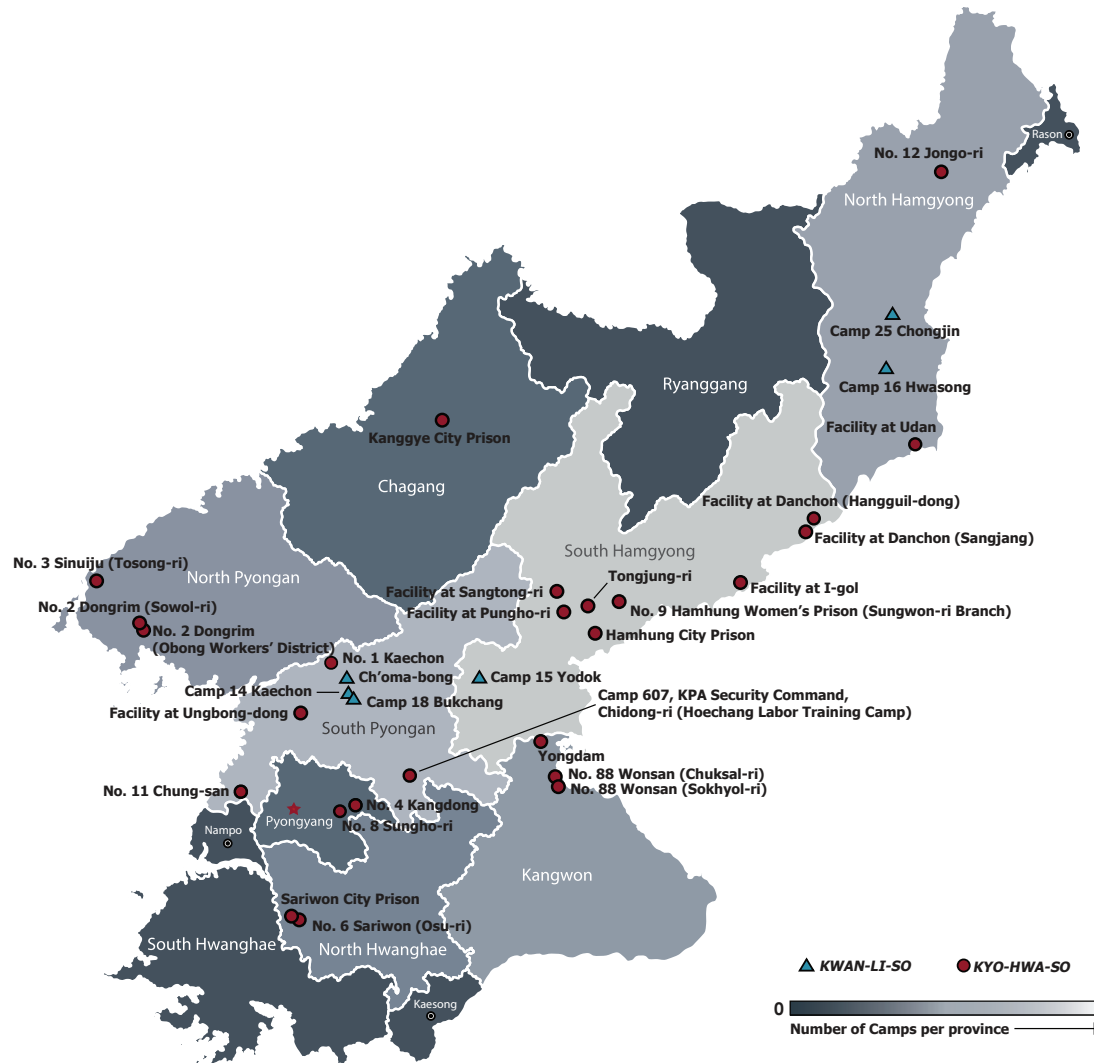 Rason
No. 12 Jongo-ri
North Hamgyong
Camp 25 Chongjin
Camp 16 Hwasong
Ryanggang
Facility at Udan
Kanggye City Prison
Chagang
Facility at Danchon (Hangguil-dong)
Facility at Danchon (Sangjang)
South Hamgyong
No. 3 Sinuiju (Tosong-ri)
North Pyongan
Tongjung-ri
Facility at I-gol
Facility at Sangtong-ri
No. 2 Dongrim (Sowol-ri)
Facility at Pungho-ri
No. 9 Hamhung Women’s Prison (Sungwon-ri Branch)
No. 2 Dongrim
(Obong Workers’ District)
Hamhung City Prison
No. 1 Kaechon
Ch’oma-bong
Camp 15 Yodok
Camp 14 Kaechon
Camp 18 Bukchang
Camp 607, KPA Security Command,
Chidong-ri (Hoechang Labor Training Camp)
Facility at Ungbong-dong
South Pyongan
Yongdam
No. 88 Wonsan (Chuksal-ri)
No. 88 Wonsan (Sokhyol-ri)
No. 11 Chung-san
No. 4 Kangdong
Pyongyang
No. 8 Sungho-ri
Nampo
Kangwon
Sariwon City Prison
No. 6 Sariwon (Osu-ri)
South Hwanghae
North Hwanghae
Kaesong
KWAN-LI-SO
KYO-HWA-SO
0
Number of Camps per province